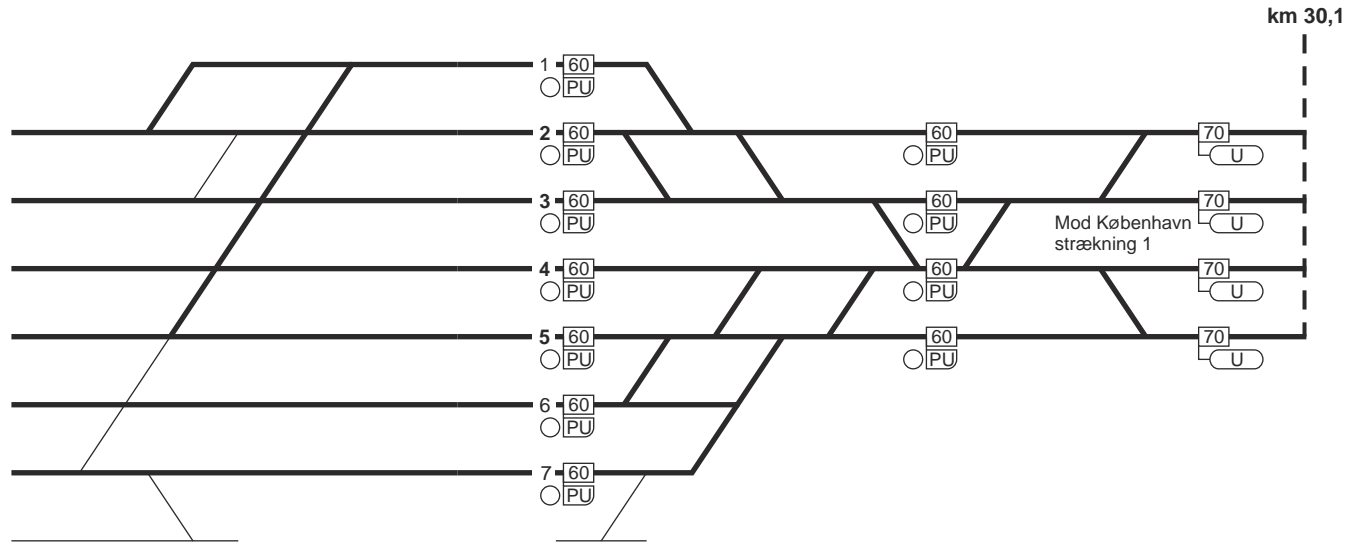 km 30,1
1 60
PU
2 60 60 70
PU PU U
3 60 60 70
PU PU U
Mod København
strækning 1
4 60 60 70
PU PU U
5 60 60 70
PU PU U
6 60
PU
7 60
PU